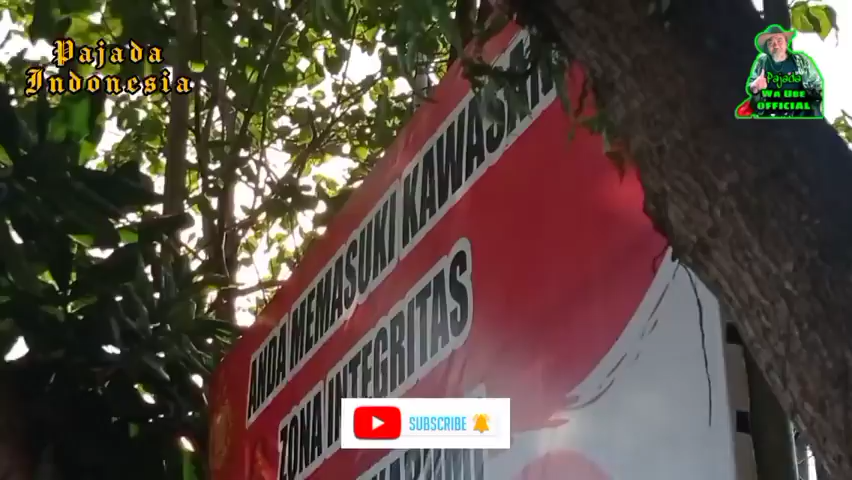 Pajada
Indonesia
Pajada
WA UBE
OFFICIAL
ANDA MEMASUKI KAWASAN
ZONA INTEGRITAS
SUBSCRIBE